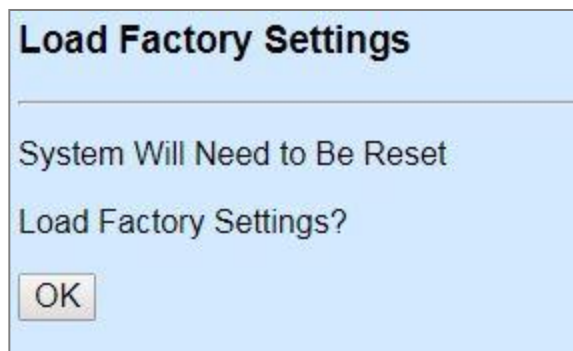 Load Factory Settings
System Will Need to Be Reset
Load Factory Settings?
OK